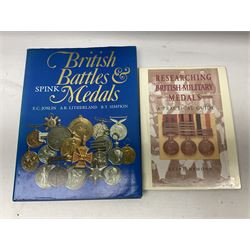 British
Battles &
SPINK
Medals
E.C. JOSLIN A.R. LITHERLAND B.T. SIMPKIN
RESEARCHING
BRITISH MILITARY
MEDALS
A PRACTICAL GUIDE